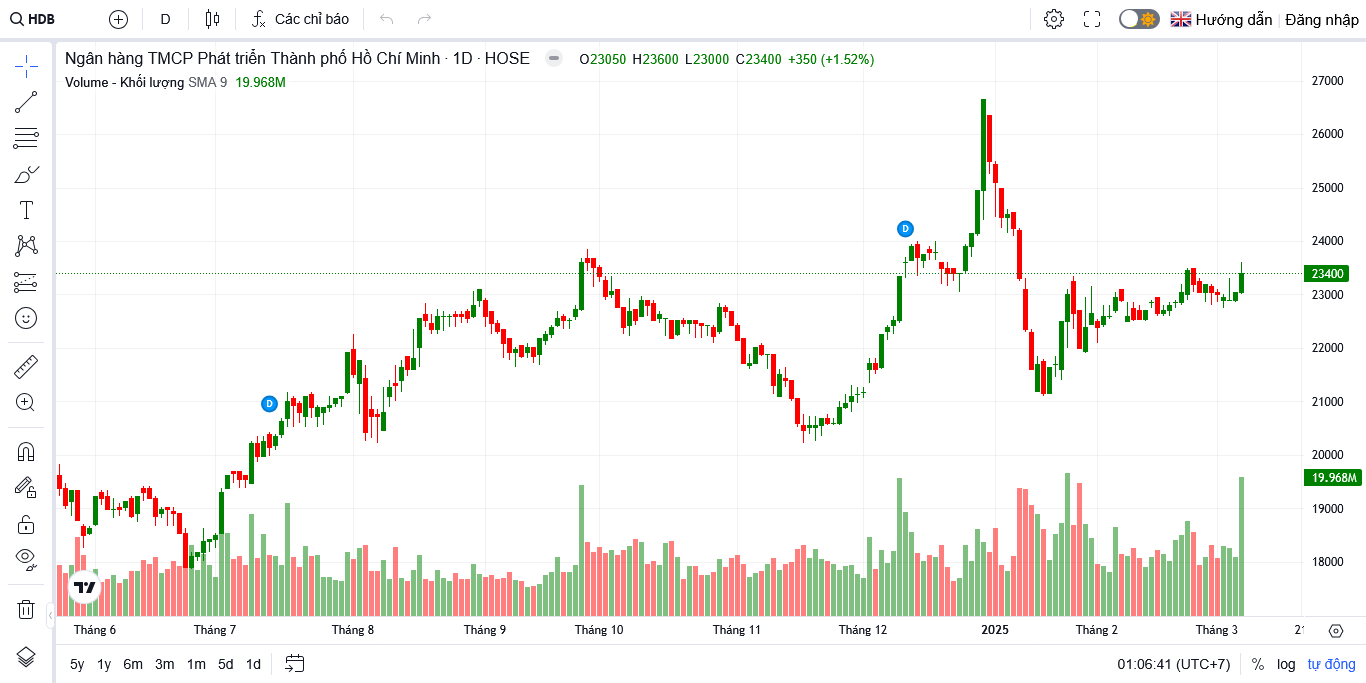 HDB D Các chỉ báo Hướng dẫn Đăng nhập
Ngân hàng TMCP Phát triển Thành phố Hồ Chí Minh · 1D · HOSE O23050 H23600 L23000 C23400 +350 (+1.52%)
Volume - Khối lượng SMA 9 19.968M
27000
26000
25000
24000
D
23400
23000
22000
21000
D
20000
19.968M
19000
18000
Tháng 6 Tháng 7 Tháng 8 Tháng 9 Tháng 10 Tháng 11 Tháng 12 2025 Tháng 2 Tháng 3 21
5y 1y 6m 3m 1m 5d 1d 01:06:41 (UTC+7) % log tự động